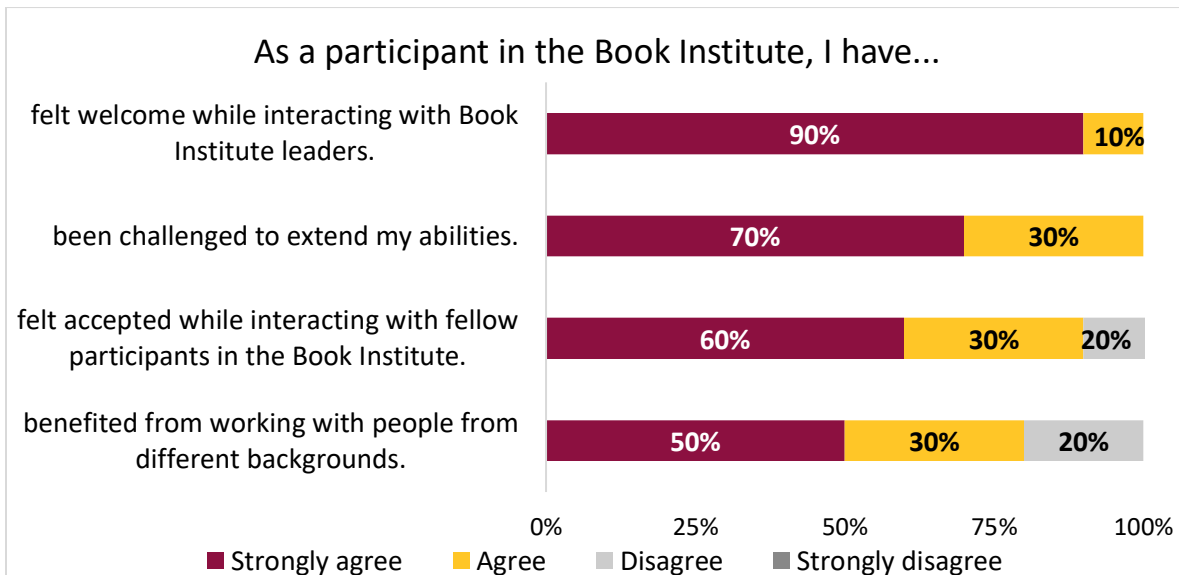 As a participant in the Book Institute, I have...
felt welcome while interacting with Book
Institute leaders.
90%
10%
been challenged to extend my abilities.
70%
30%
felt accepted while interacting with fellow
participants in the Book Institute.
60%
30%
20%
benefited from working with people from
different backgrounds.
50%
30%
20%
0% 25% 50% 75% 100%
Strongly agree Agree Disagree Strongly disagree